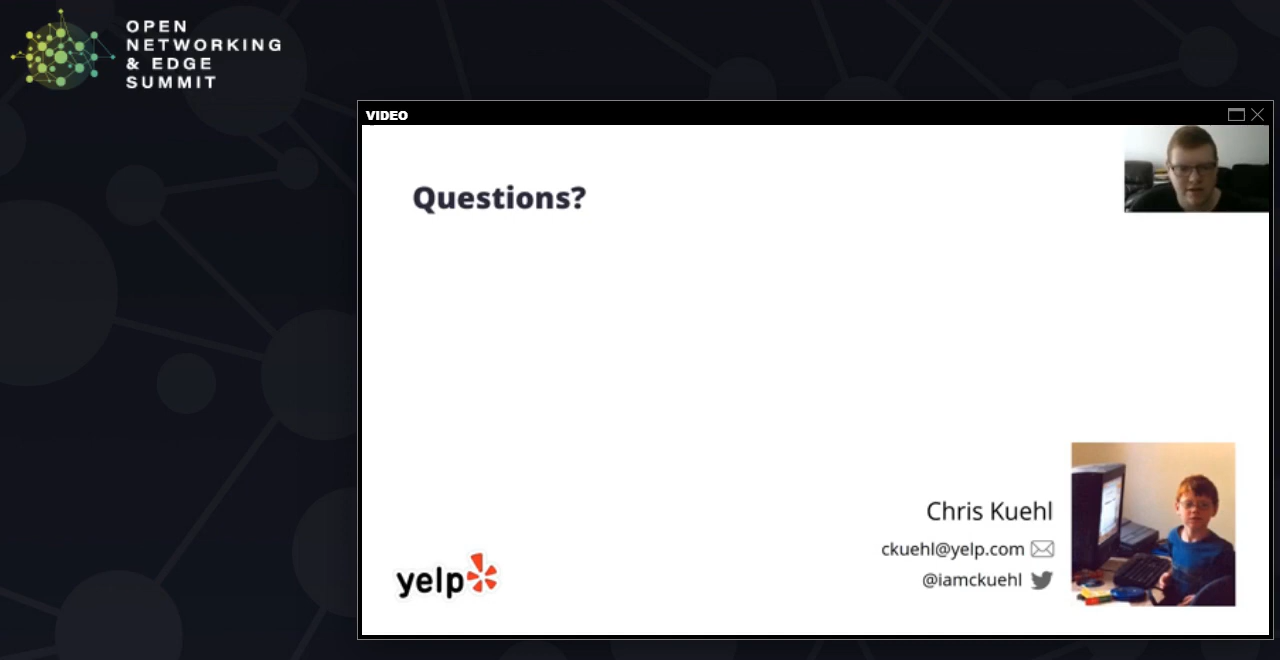 OPEN
NETWORKING
& EDGE
SUMMIT
VIDEO
Questions?
Chris Kuehl
ckuehl@yelp.com
@iamckuehl
yelp